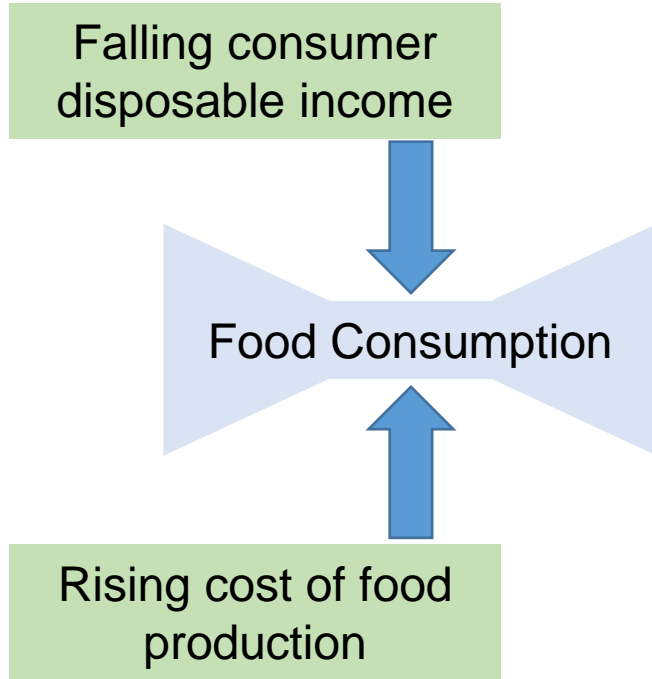 Falling consumer
disposable income
Food Consumption
Rising cost of food
production